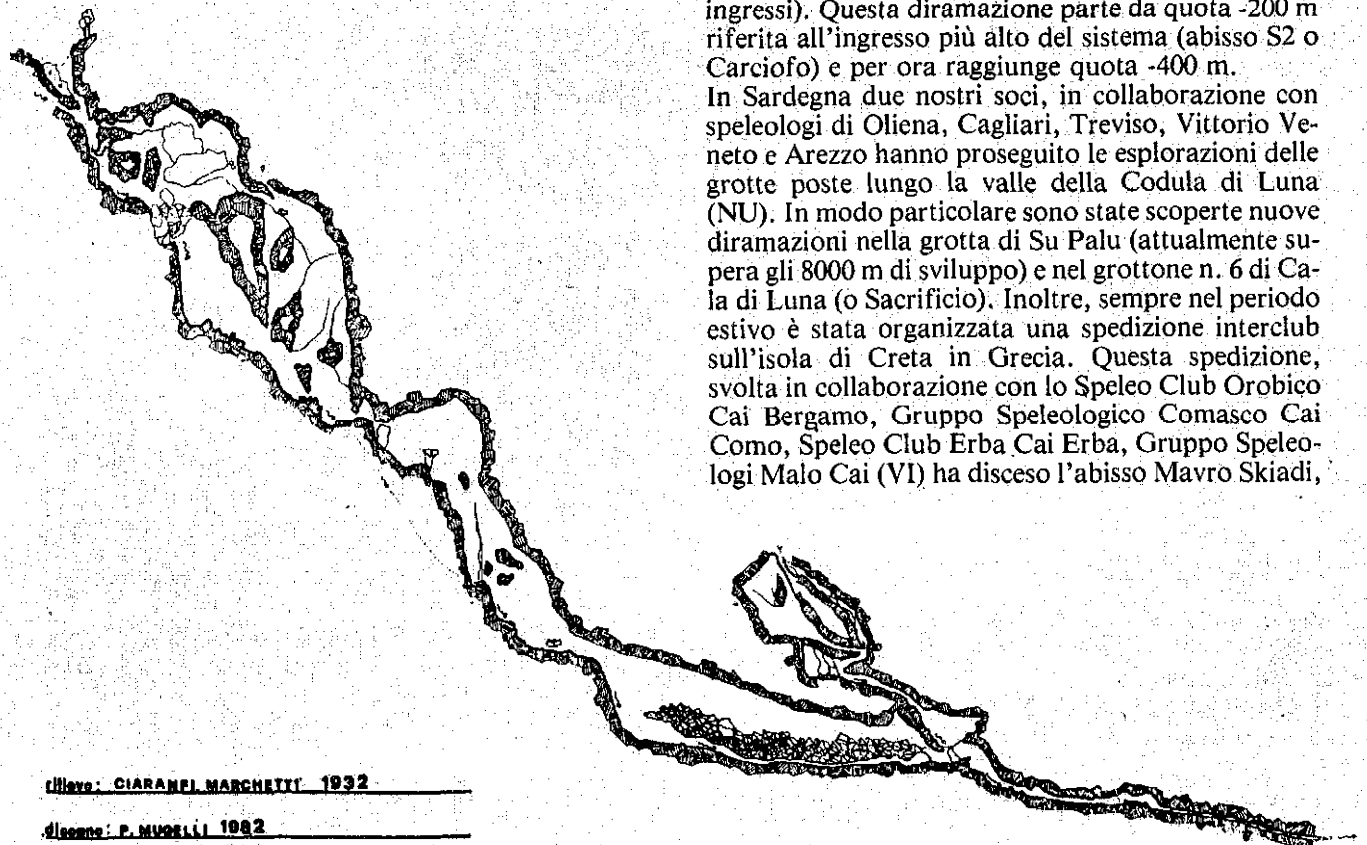 ingressi). Questa diramazione parte da quota -200 m
riferita all'ingresso più alto del sistema (abisso S2 o
Carciofo) e per ora raggiunge quota -400 m.
In Sardegna due nostri soci, in collaborazione con
speleologi di Oliena, Cagliari, Treviso, Vittorio Ve-
neto e Arezzo hanno proseguito le esplorazioni delle
grotte poste lungo la valle della Codula di Luna
(NU). In modo particolare sono state scoperte nuove
diramazioni nella grotta di Su Palu (attualmente su-
pera gli 8000 m di sviluppo) e nel grottone n. 6 di Ca-
la di Luna (o Sacrificio). Inoltre, sempre nel periodo
estivo è stata organizzata una spedizione interclub
sull'isola di Creta in Grecia. Questa spedizione,
svolta in collaborazione con lo Speleo Club Orobico
Cai Bergamo, Gruppo Speleologico Comasco Cai
Como, Speleo Club Erba Cai Erba, Gruppo Speleo-
logi Malo Cai (VI) ha disceso l'abisso Mavro Skiadi,
rilievo: MARCHETTI
disegno: P. MUGELLI 1982